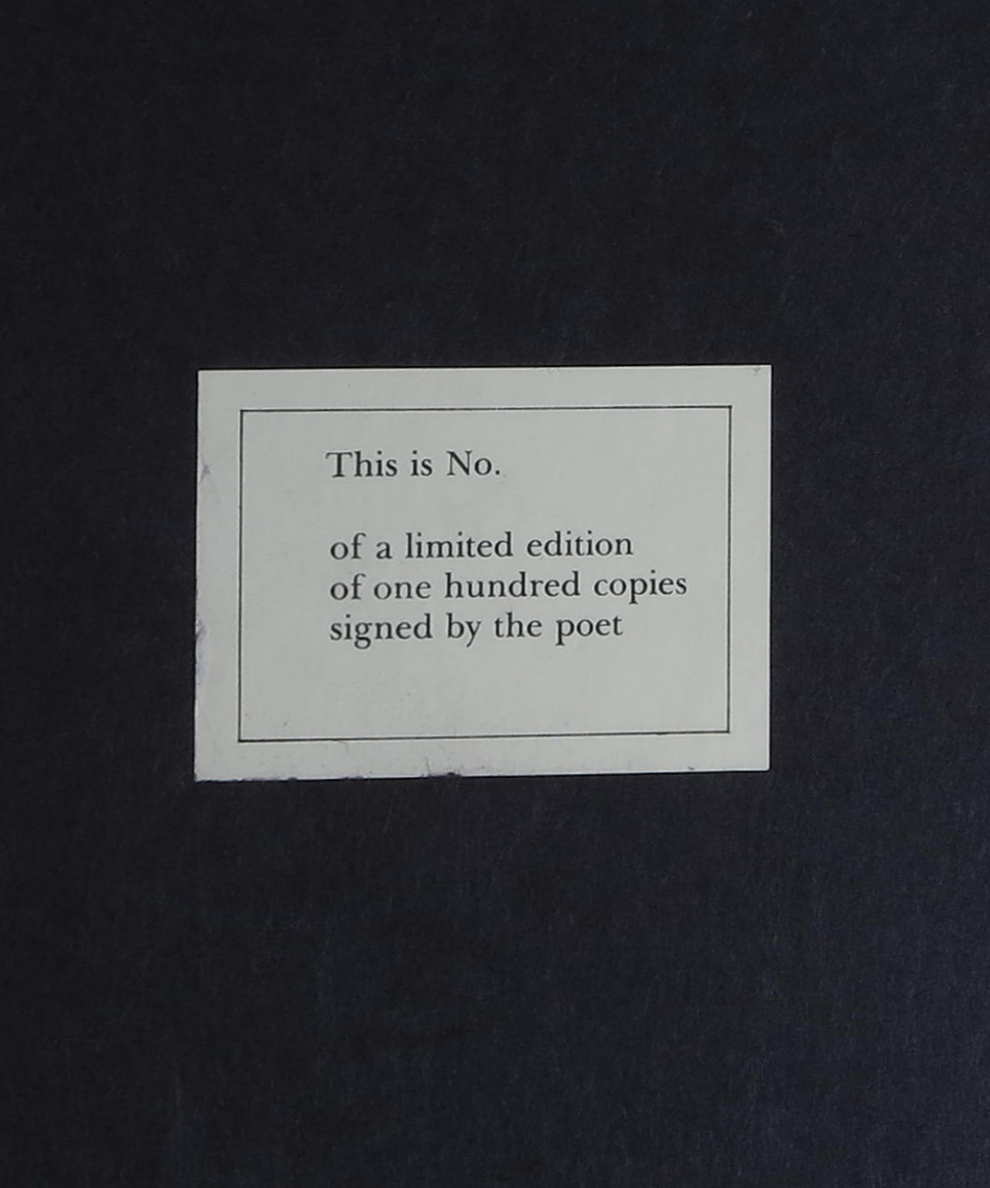 This is No.
of a limited edition
of one hundred copies
signed by the poet